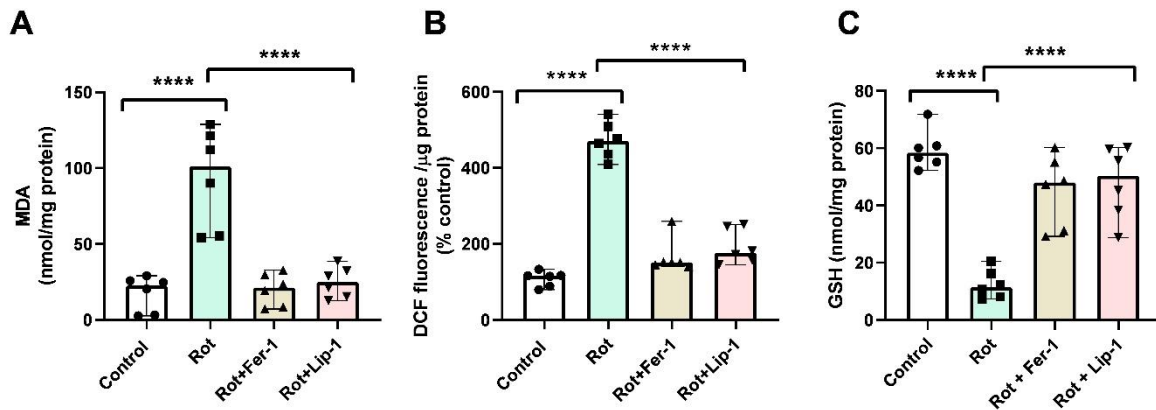 A
****
****
MDA
(nmol/mg protein)
150
100
50
0
Control
Rot
Rot+Fer-1
Rot+Lip-1
B
****
****
DCF fluorescence /µg protein
(% control)
600
400
200
0
Control
Rot
Rot+Fer-1
Rot+Lip-1
C
****
****
GSH (nmol/mg protein)
80
60
40
20
0
Control
Rot
Rot + Fer-1
Rot + Lip-1